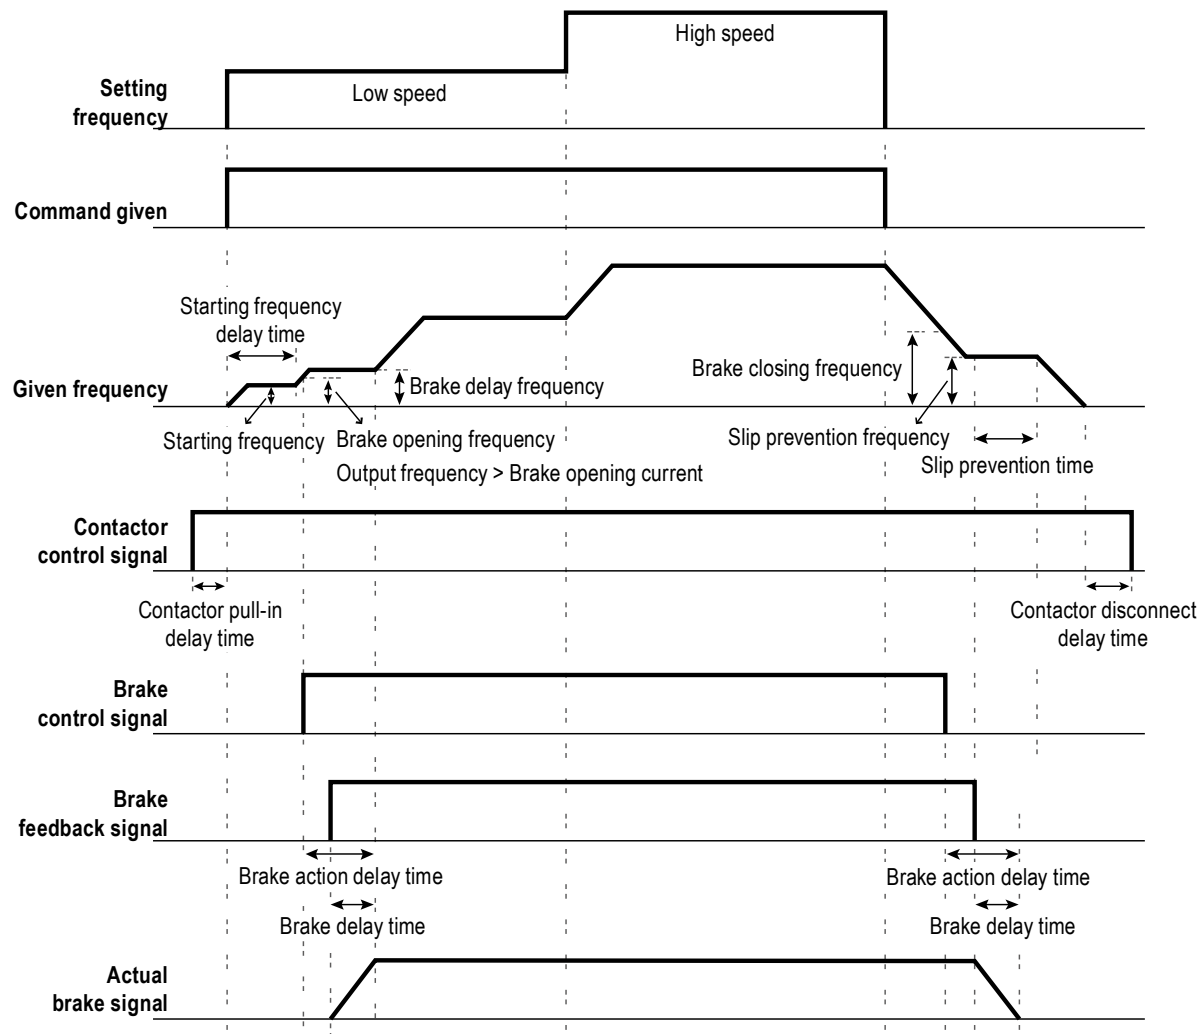 High speed
Low speed
Setting
frequency
Command given
Starting frequency
delay time
Given frequency
Brake delay frequency
Brake closing frequency
Starting frequency
Brake opening frequency
Output frequency > Brake opening current
Slip prevention frequency
Slip prevention time
Contactor
control signal
Contactor pull-in
delay time
Contactor disconnect
delay time
Brake
control signal
Brake
feedback signal
Brake action delay time
Brake action delay time
Brake delay time
Brake delay time
Actual
brake signal